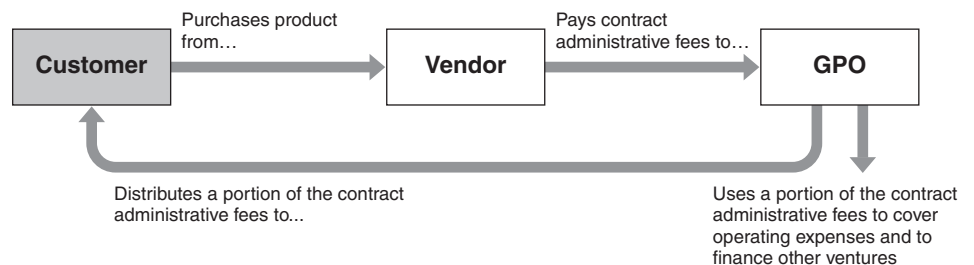 Purchases product
from…
Pays contract
administrative fees to…
Customer
Vendor
GPO
Distributes a portion of the contract
administrative fees to...
Uses a portion of the contract
administrative fees to cover
operating expenses and to
finance other ventures